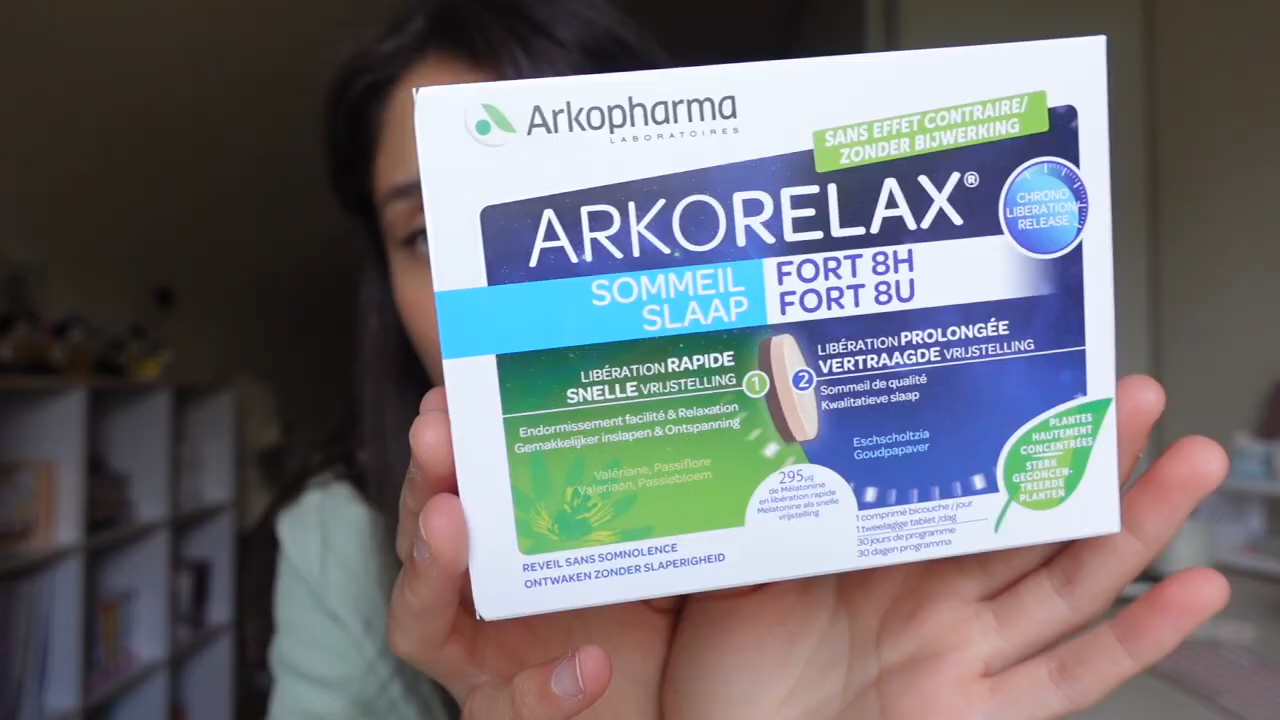 Arkopharma
LABORATOIRES
SANS EFFET CONTRAIRE/
ZONDER BIJWERKING
ARKORELAX®
CHRONO
LIBERATION
RELEASE
SOMMEIL
SLAAP
FORT 8H
FORT 8U
LIBÉRATION RAPIDE
SNELLE VRIJSTELLING
1
Endormissement facilité & Relaxation
Gemakkelijker inslapen & Ontspanning
Valériane, Passiflore
Valeriaan, Passiebloem
2
LIBÉRATION PROLONGÉE
VERTRAAGDE VRIJSTELLING
Sommeil de qualité
Kwalitatieve slaap
Eschscholtzia
Goudpapaver
PLANTES
HAUTEMENT
CONCENTRÉES
STERK
GECONCEN-
TREERDE
PLANTEN
295µg
de Mélatonine
en libération rapide
Melatonine als snelle
vrijstelling
1 comprimé bicouche / jour
1 tweelagige tablet /dag
30 jours de programme
30 dagen programma
REVEIL SANS SOMNOLENCE
ONTWAKEN ZONDER SLAPERIGHEID